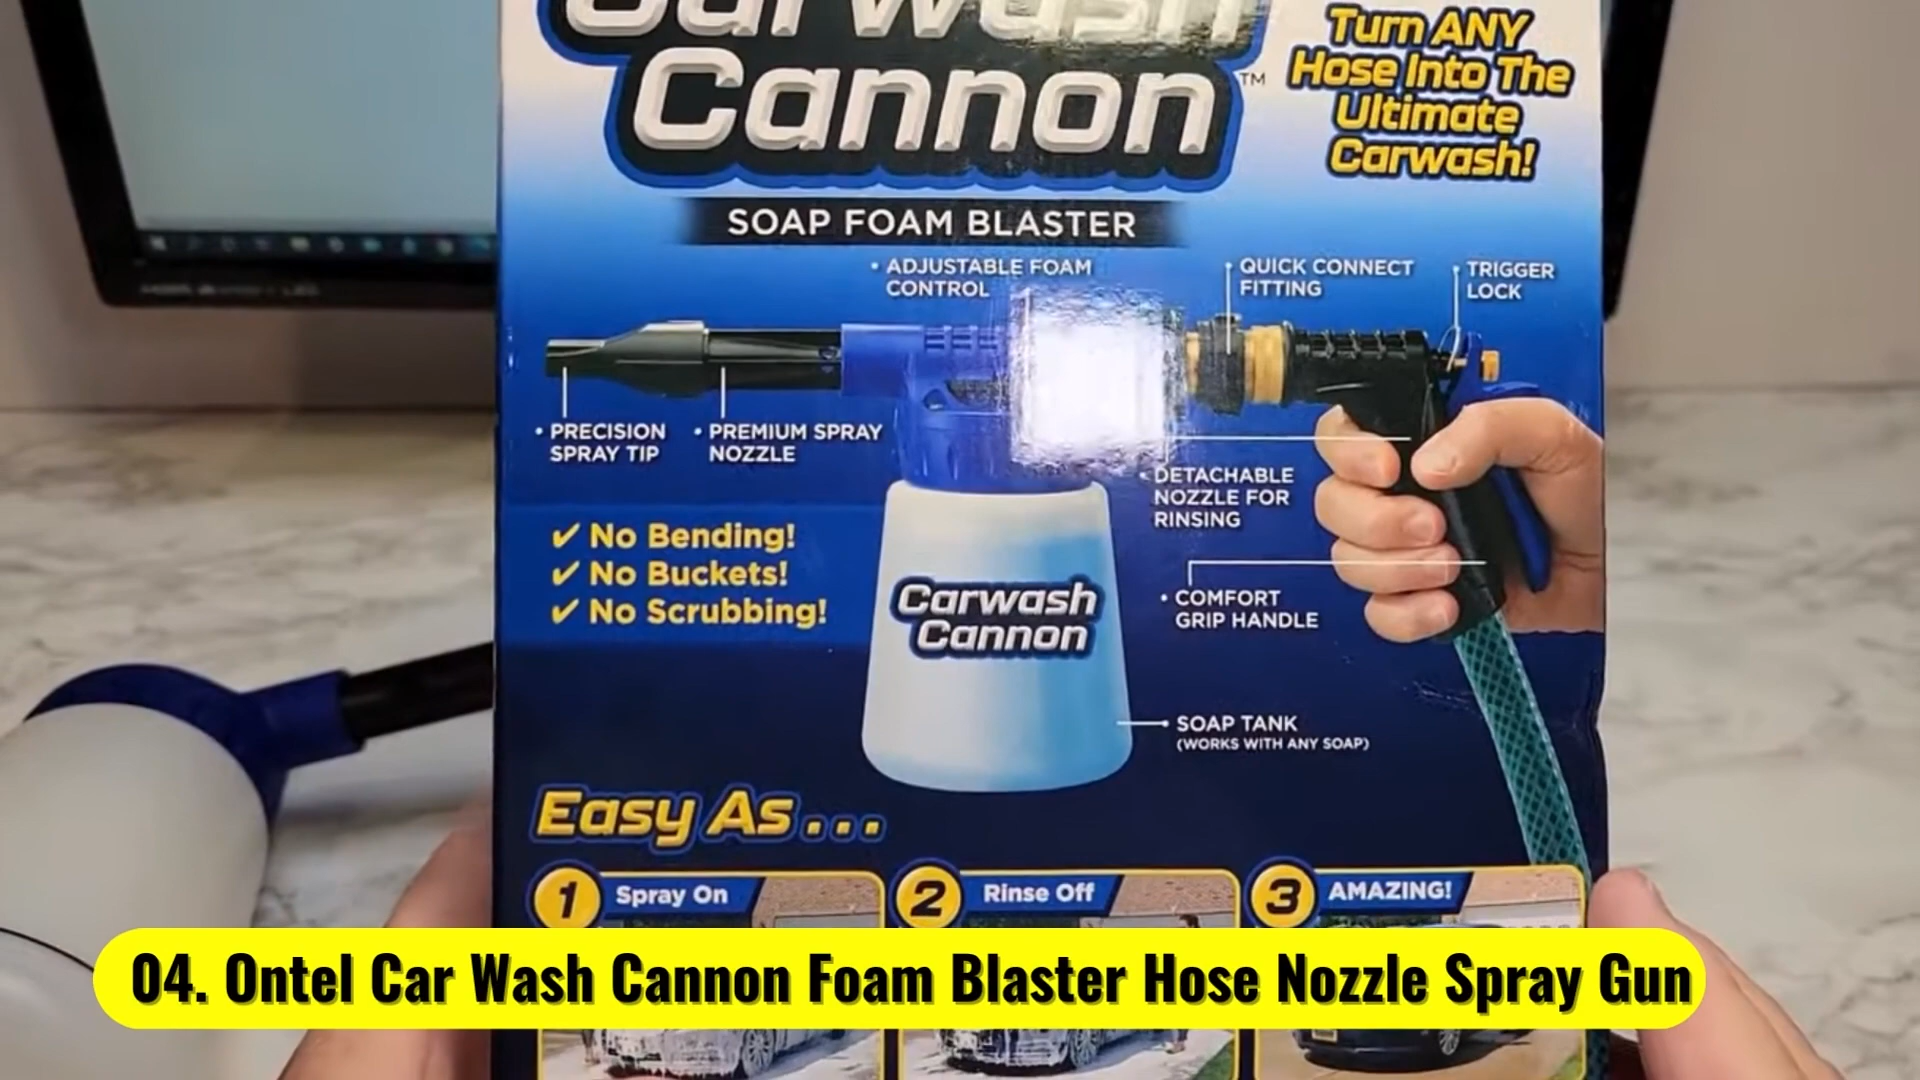 Carwash
Cannon
TM
Turn ANY
Hose Into The
Ultimate
Carwash!
SOAP FOAM BLASTER
• ADJUSTABLE FOAM
CONTROL
QUICK CONNECT
FITTING
TRIGGER
LOCK
• PRECISION
SPRAY TIP
• PREMIUM SPRAY
NOZZLE
• DETACHABLE
NOZZLE FOR
RINSING
✓ No Bending!
✓ No Buckets!
✓ No Scrubbing!
Carwash
Cannon
• COMFORT
GRIP HANDLE
SOAP TANK
(WORKS WITH ANY SOAP)
Easy As...
1 Spray On
2 Rinse Off
3 AMAZING!
04. Ontel Car Wash Cannon Foam Blaster Hose Nozzle Spray Gun